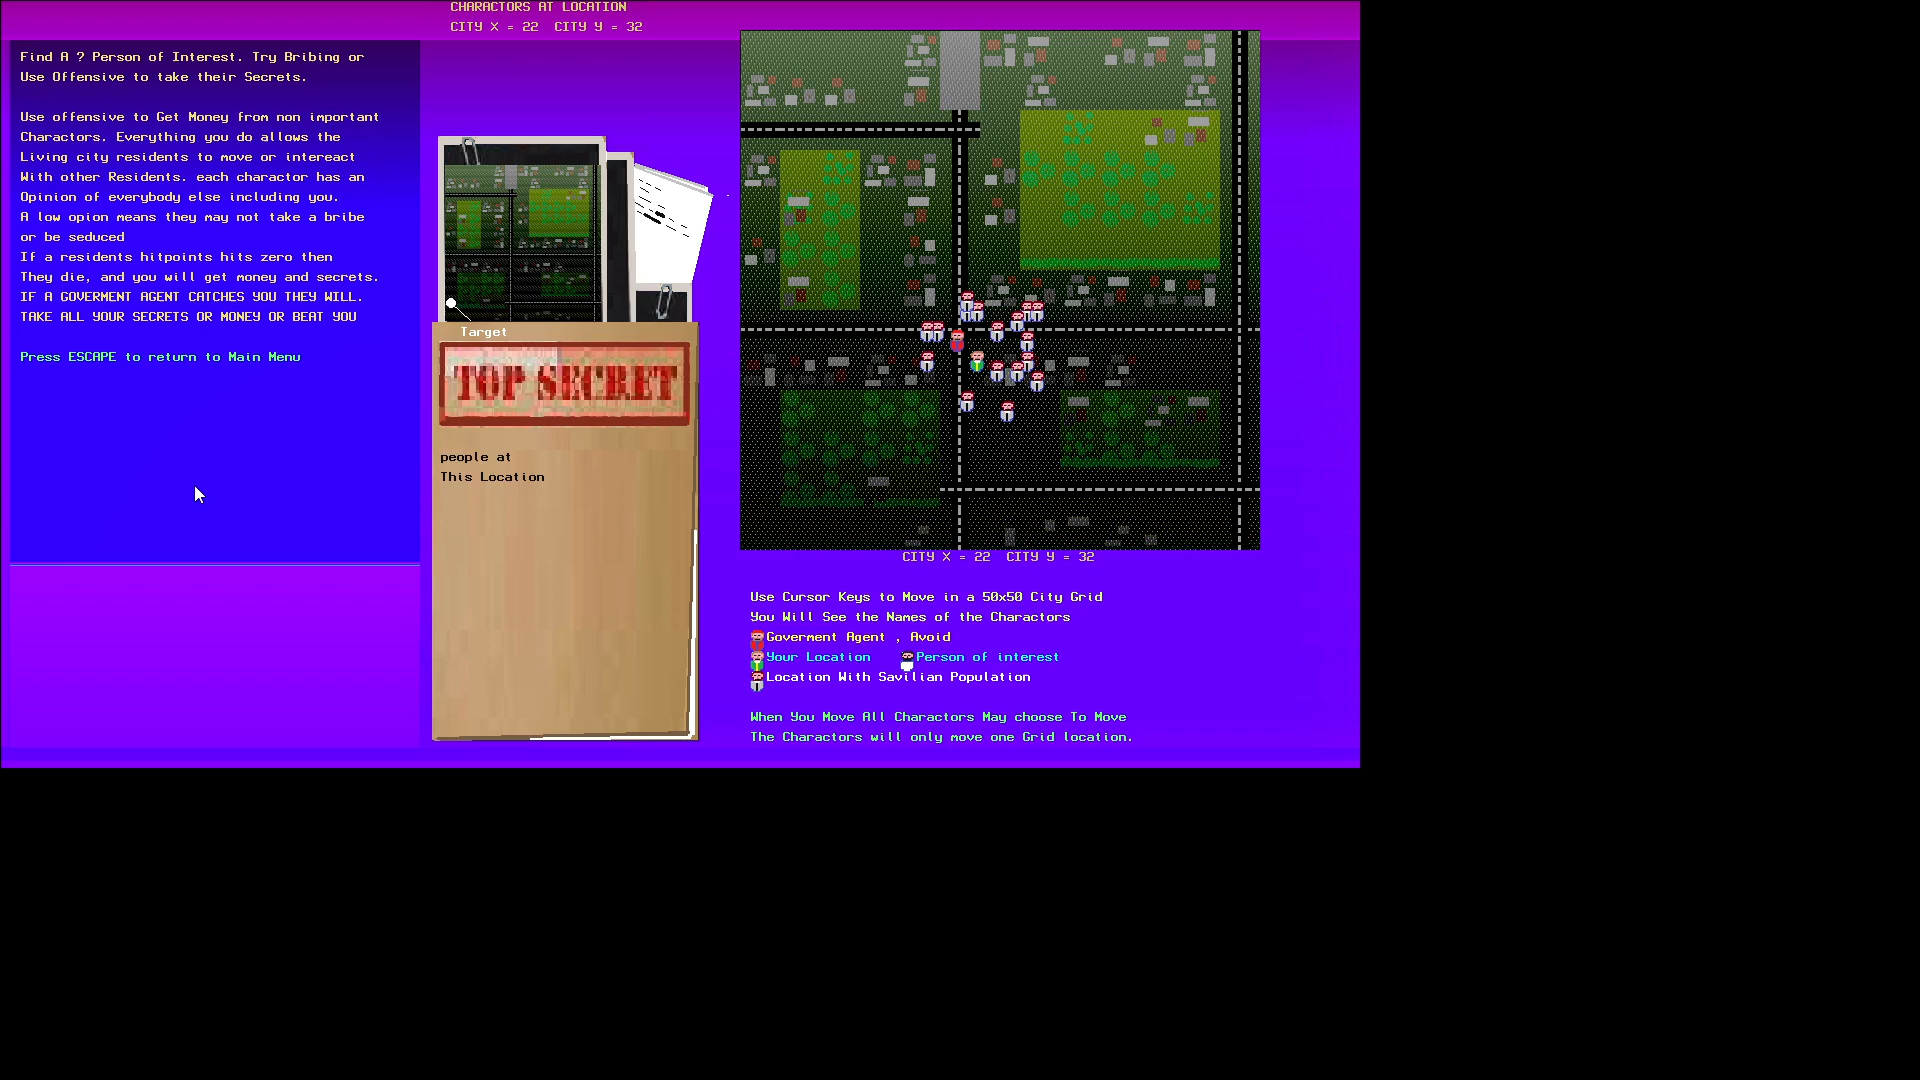 CHARACTORS AT LOCATION
CITY X = 22  CITY Y = 32
Find A ? Person of Interest. Try Bribing or
Use Offensive to take their Secrets.
Use offensive to Get Money from non important
Charactors. Everything you do allows the
Living city residents to move or intereact
With other Residents. each charactor has an
Opinion of everybody else including you.
A low opion means they may not take a bribe
or be seduced
If a residents hitpoints hits zero then
They die, and you will get money and secrets.
IF A GOVERMENT AGENT CATCHES YOU THEY WILL.
TAKE ALL YOUR SECRETS OR MONEY OR BEAT YOU
Press ESCAPE to return to Main Menu
Target
TOP SECRET
people at
This Location
CITY X = 22  CITY Y = 32
Use Cursor Keys to Move in a 50x50 City Grid
You Will See the Names of the Charactors
Goverment Agent , Avoid
Your Location    Person of interest
Location With Savilian Population
When You Move All Charactors May choose To Move
The Charactors will only move one Grid location.